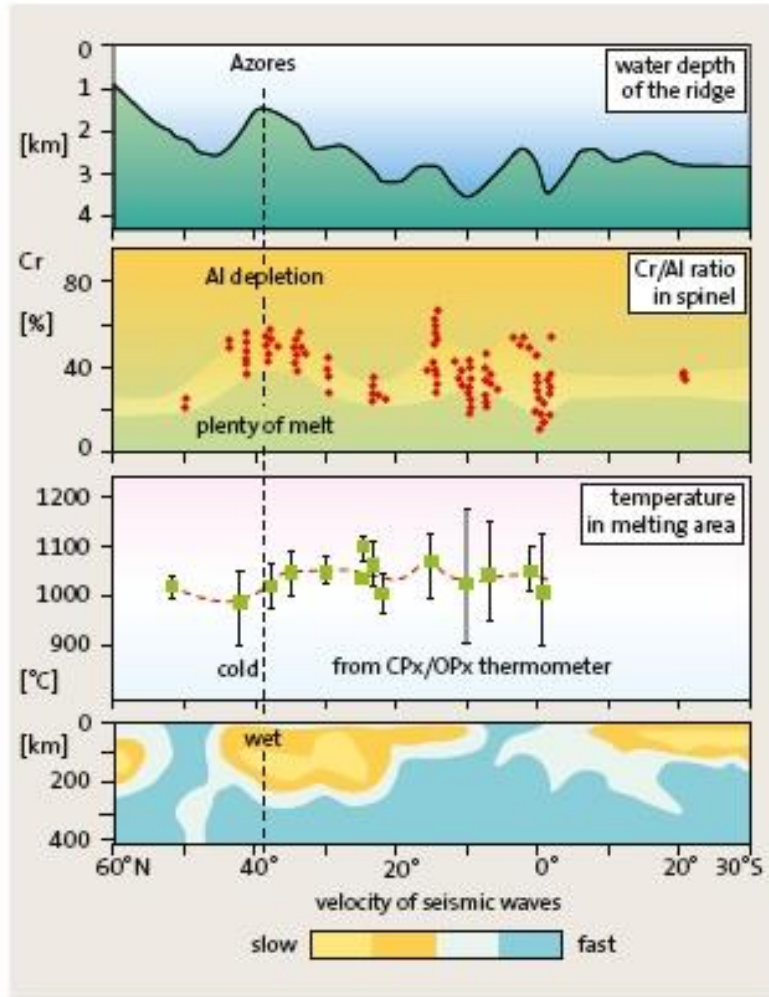 0
1
2
3
4
[km]
Azores
water depth
of the ridge
Cr
[%]
80
40
0
Al depletion
plenty of melt
Cr/Al ratio
in spinel
1200
1100
1000
900
[°C]
temperature
in melting area
cold
from CPx/OPx thermometer
[km]
0
200
400
wet
60°N
40°
20°
0°
20°
30°S
velocity of seismic waves
slow
fast